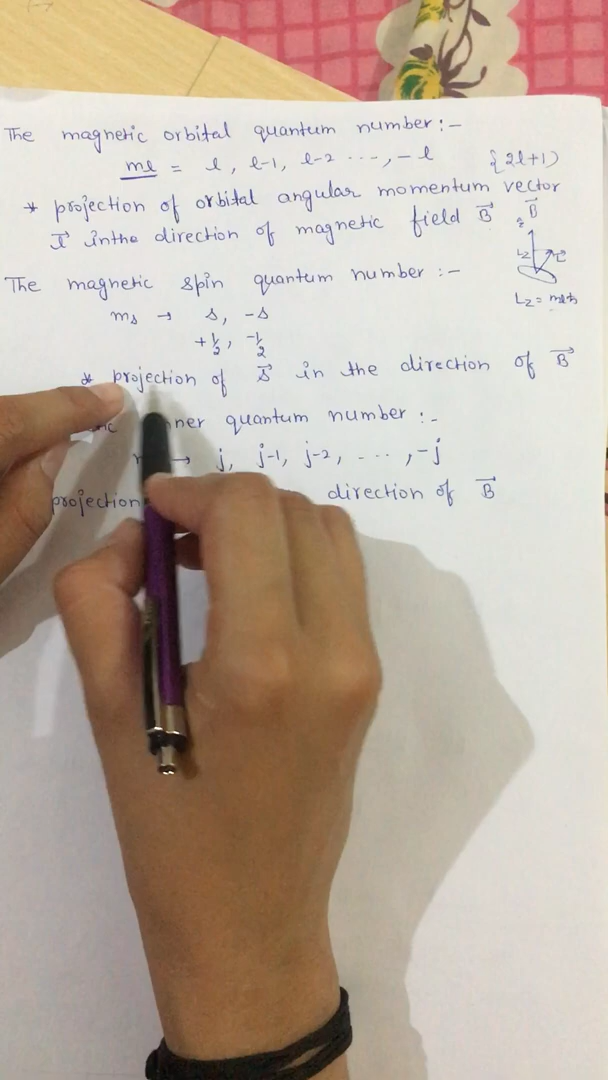 The magnetic orbital quantum number :-
ml = l, l-1, l-2 ..., -l {2l+1)
* projection of orbital angular momentum vector
l⃗ inthe direction of magnetic field B⃗
z B⃗
Lz
Lz = mlħ
The magnetic spin quantum number :-
ms → s, -s
+½, -½
* projection of s⃗ in the direction of B⃗
quantum number :-
→ j, j-1, j-2, ..., -j
projection direction of B⃗